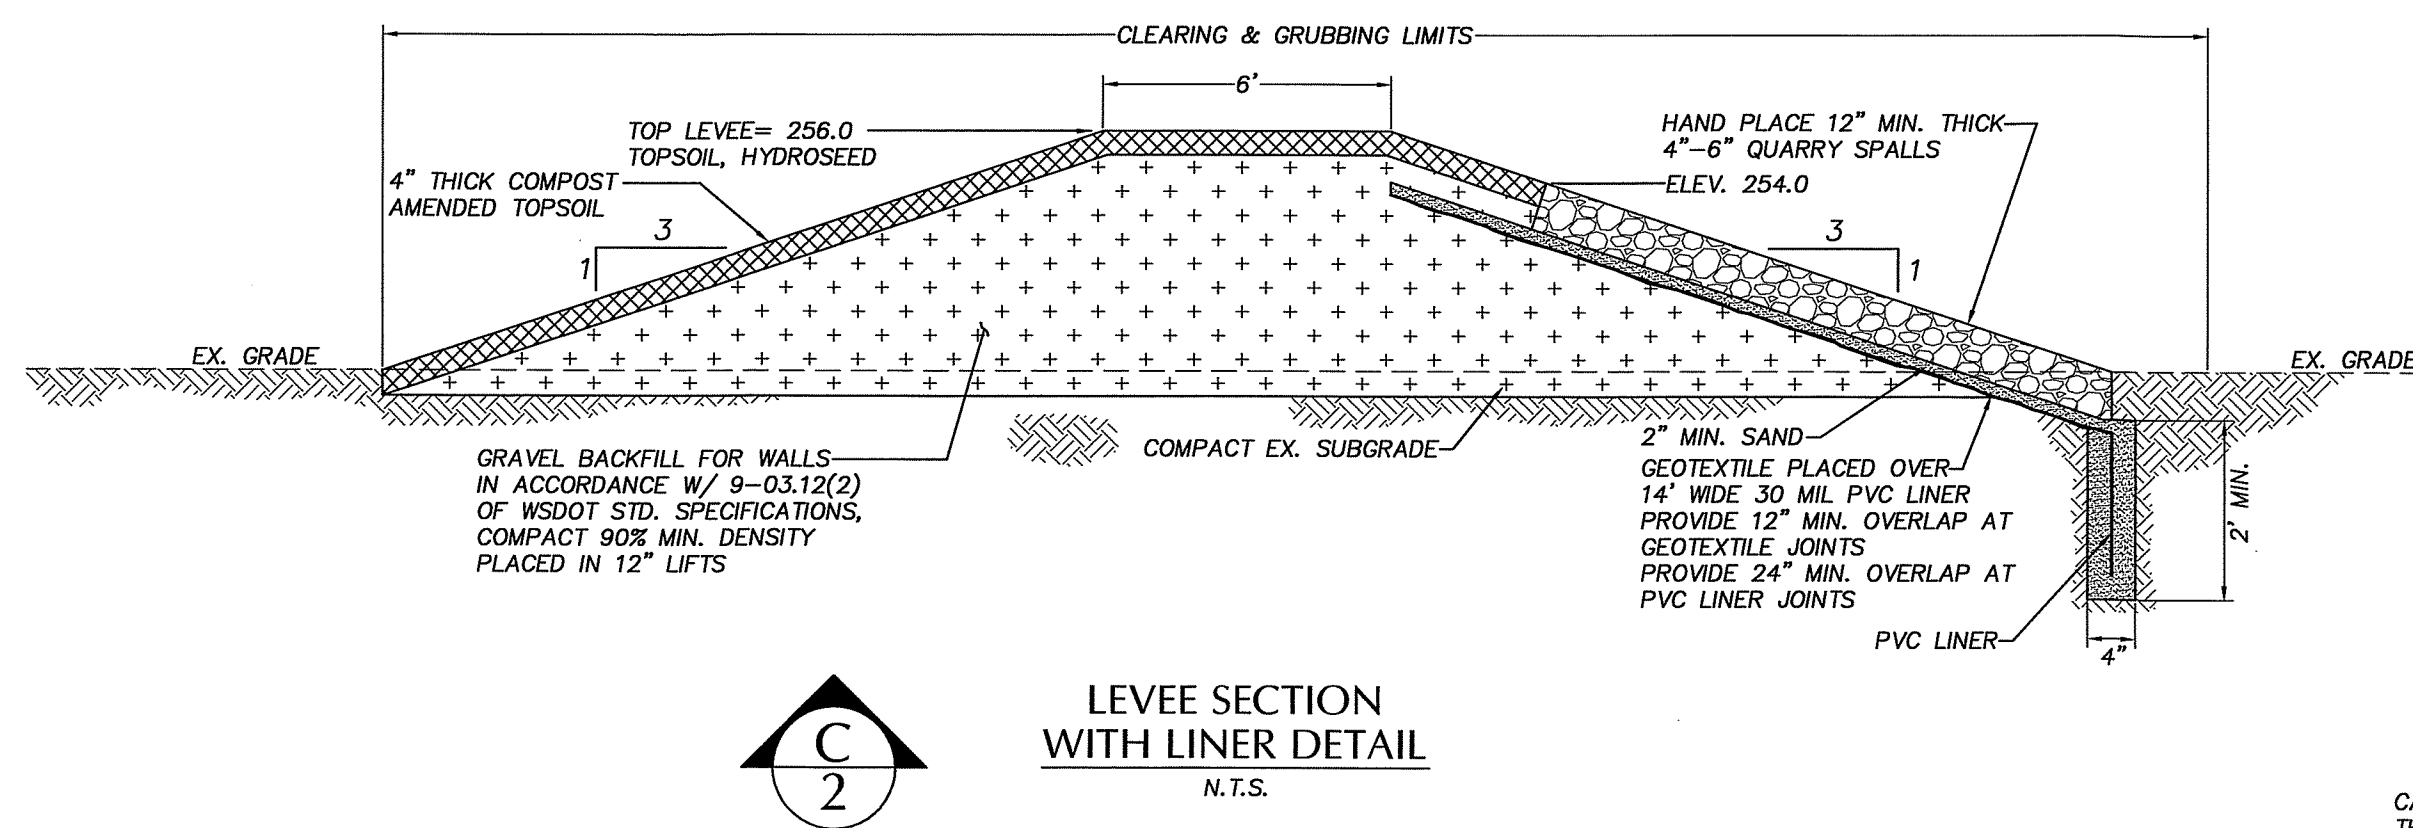 CLEARING & GRUBBING LIMITS
6'
TOP LEVEE= 256.0
TOPSOIL, HYDROSEED
HAND PLACE 12" MIN. THICK
4"-6" QUARRY SPALLS
4" THICK COMPOST
AMENDED TOPSOIL
ELEV. 254.0
3
1
3
1
EX. GRADE
EX. GRADE
GRAVEL BACKFILL FOR WALLS
IN ACCORDANCE W/ 9-03.12(2)
OF WSDOT STD. SPECIFICATIONS,
COMPACT 90% MIN. DENSITY
PLACED IN 12" LIFTS
COMPACT EX. SUBGRADE
2" MIN. SAND
GEOTEXTILE PLACED OVER
14' WIDE 30 MIL PVC LINER
PROVIDE 12" MIN. OVERLAP AT
GEOTEXTILE JOINTS
PROVIDE 24" MIN. OVERLAP AT
PVC LINER JOINTS
2' MIN.
PVC LINER
4"
C
2
LEVEE SECTION
WITH LINER DETAIL
N.T.S.